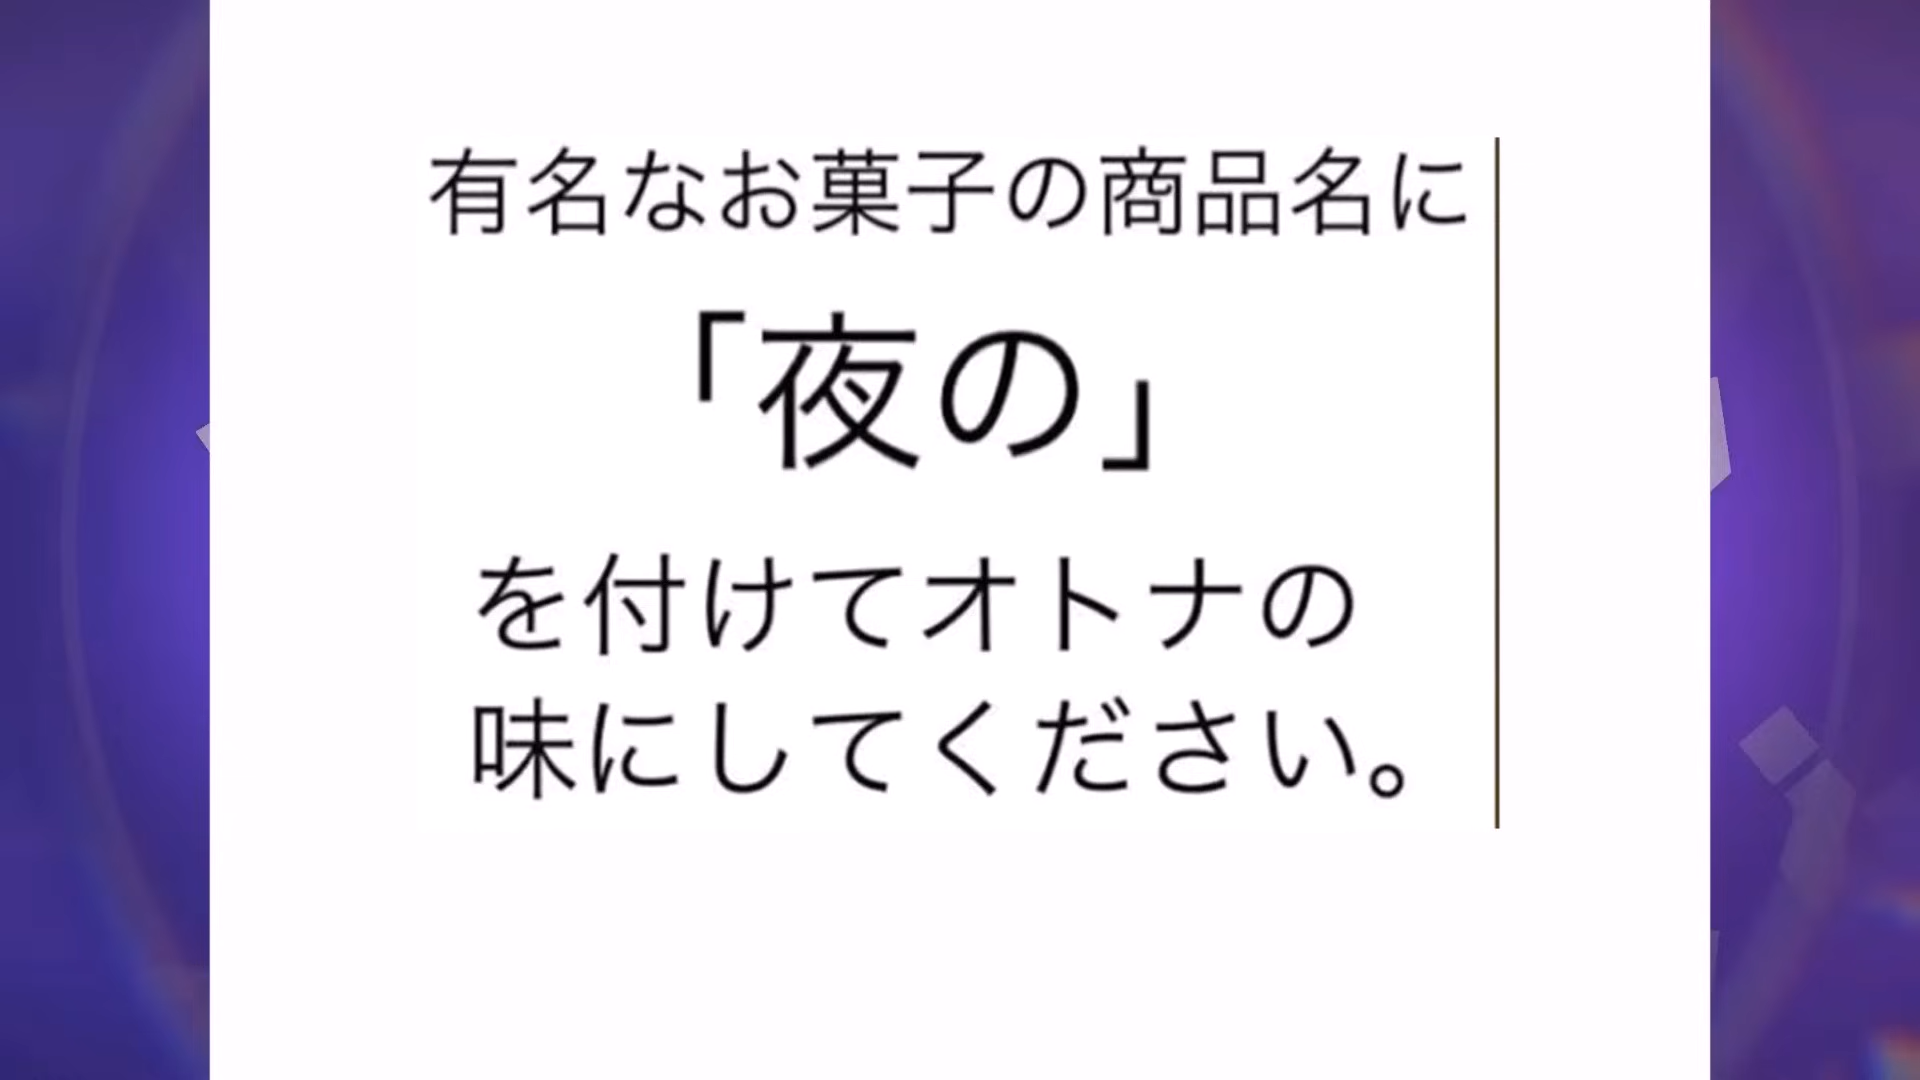 有名なお菓子の商品名に
「夜の」
を付けてオトナの
味にしてください。